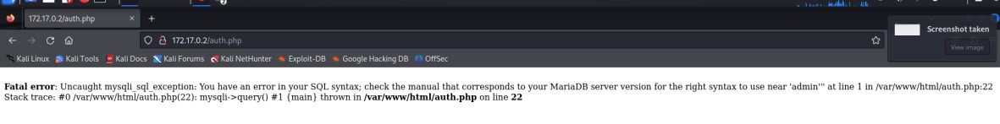 172.17.0.2/auth.php
Screenshot taken
172.17.0.2/auth.php
View image
Kali Linux Kali Tools Kali Docs Kali Forums Kali NetHunter Exploit-DB Google Hacking DB OffSec
Fatal error: Uncaught mysqli_sql_exception: You have an error in your SQL syntax; check the manual that corresponds to your MariaDB server version for the right syntax to use near 'admin''' at line 1 in /var/www/html/auth.php:22
Stack trace: #0 /var/www/html/auth.php(22): mysqli->query() #1 {main} thrown in /var/www/html/auth.php on line 22